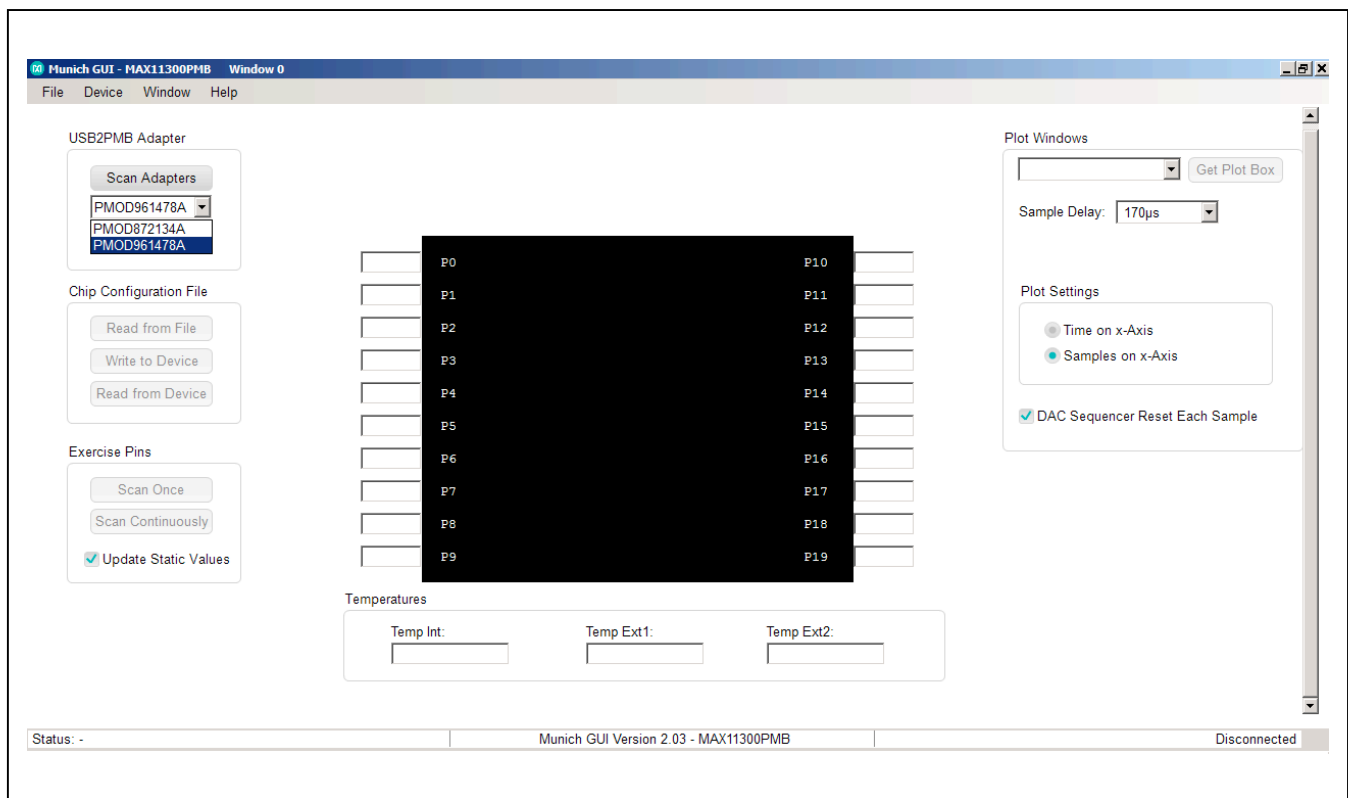 Munich GUI - MAX11300PMB Window 0
File Device Window Help
USB2PMB Adapter
Scan Adapters
PMOD961478A
PMOD872134A
PMOD961478A
Chip Configuration File
Read from File
Write to Device
Read from Device
Exercise Pins
Scan Once
Scan Continuously
Update Static Values
P0 P10
P1 P11
P2 P12
P3 P13
P4 P14
P5 P15
P6 P16
P7 P17
P8 P18
P9 P19
Temperatures
Temp Int: Temp Ext1: Temp Ext2:
Plot Windows
Get Plot Box
Sample Delay: 170µs
Plot Settings
Time on x-Axis
Samples on x-Axis
DAC Sequencer Reset Each Sample
Status: - Munich GUI Version 2.03 - MAX11300PMB Disconnected